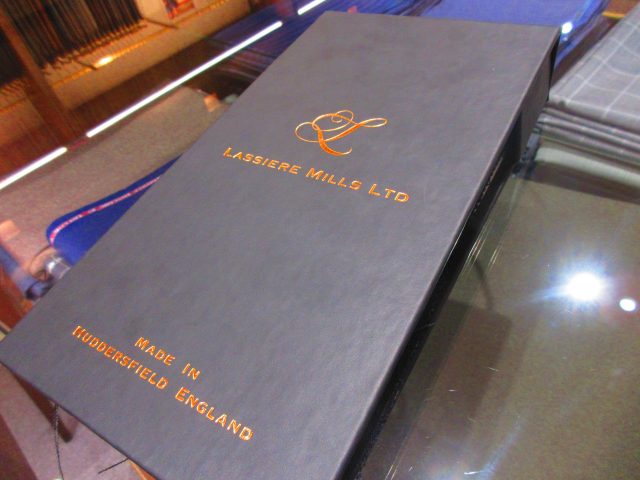 L
LASSIERE MILLS LTD
MADE IN
HUDDERSFIELD ENGLAND